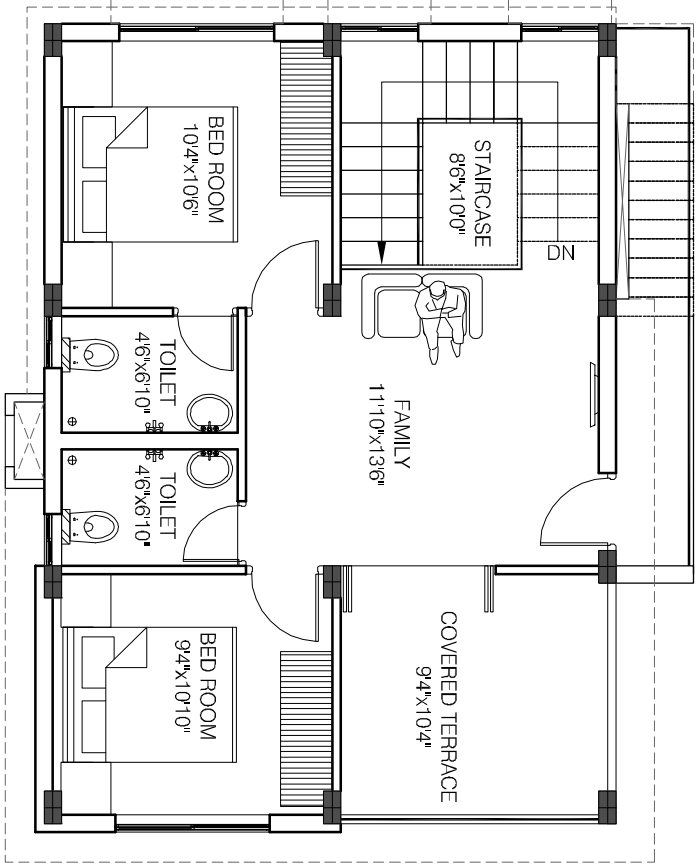 BED ROOM
10'4"x10'6"
STAIRCASE
8'6"x10'0"
DN
TOILET
4'6"x6'10"
FAMILY
11'10"x13'6"
TOILET
4'6"x6'10"
BED ROOM
9'4"x10'10"
COVERED TERRACE
9'4"x10'4"